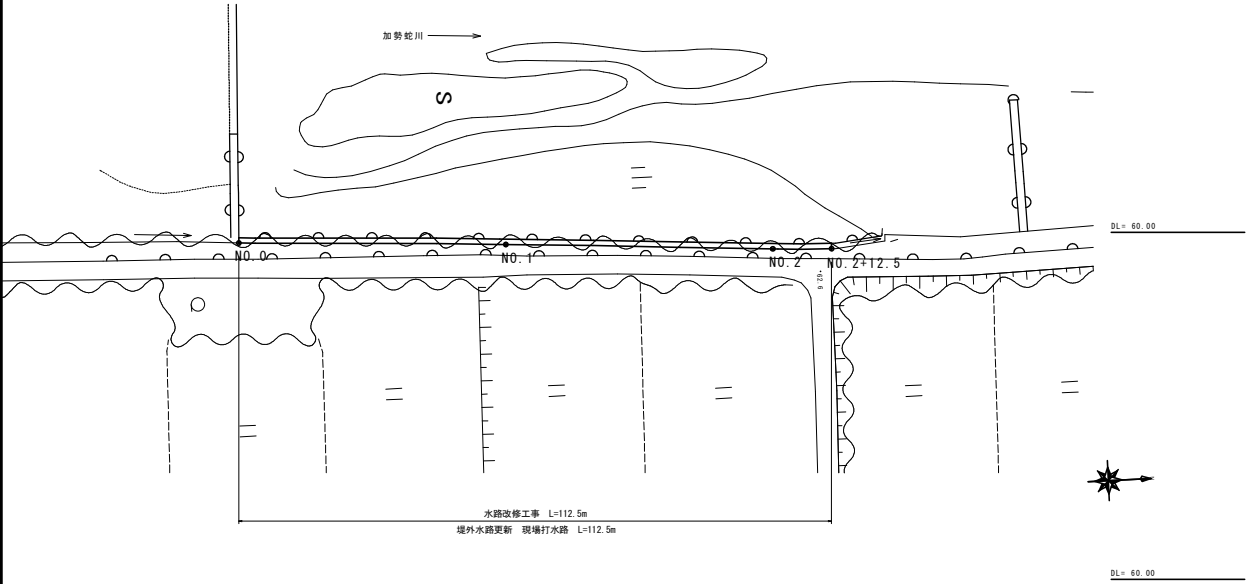 加勢蛇川
S
DL= 60.00
NO.0
NO.1
NO.2
NO.2+12.5
62.6
水路改修工事 L=112.5m
堤外水路更新 現場打水路 L=112.5m
DL= 60.00